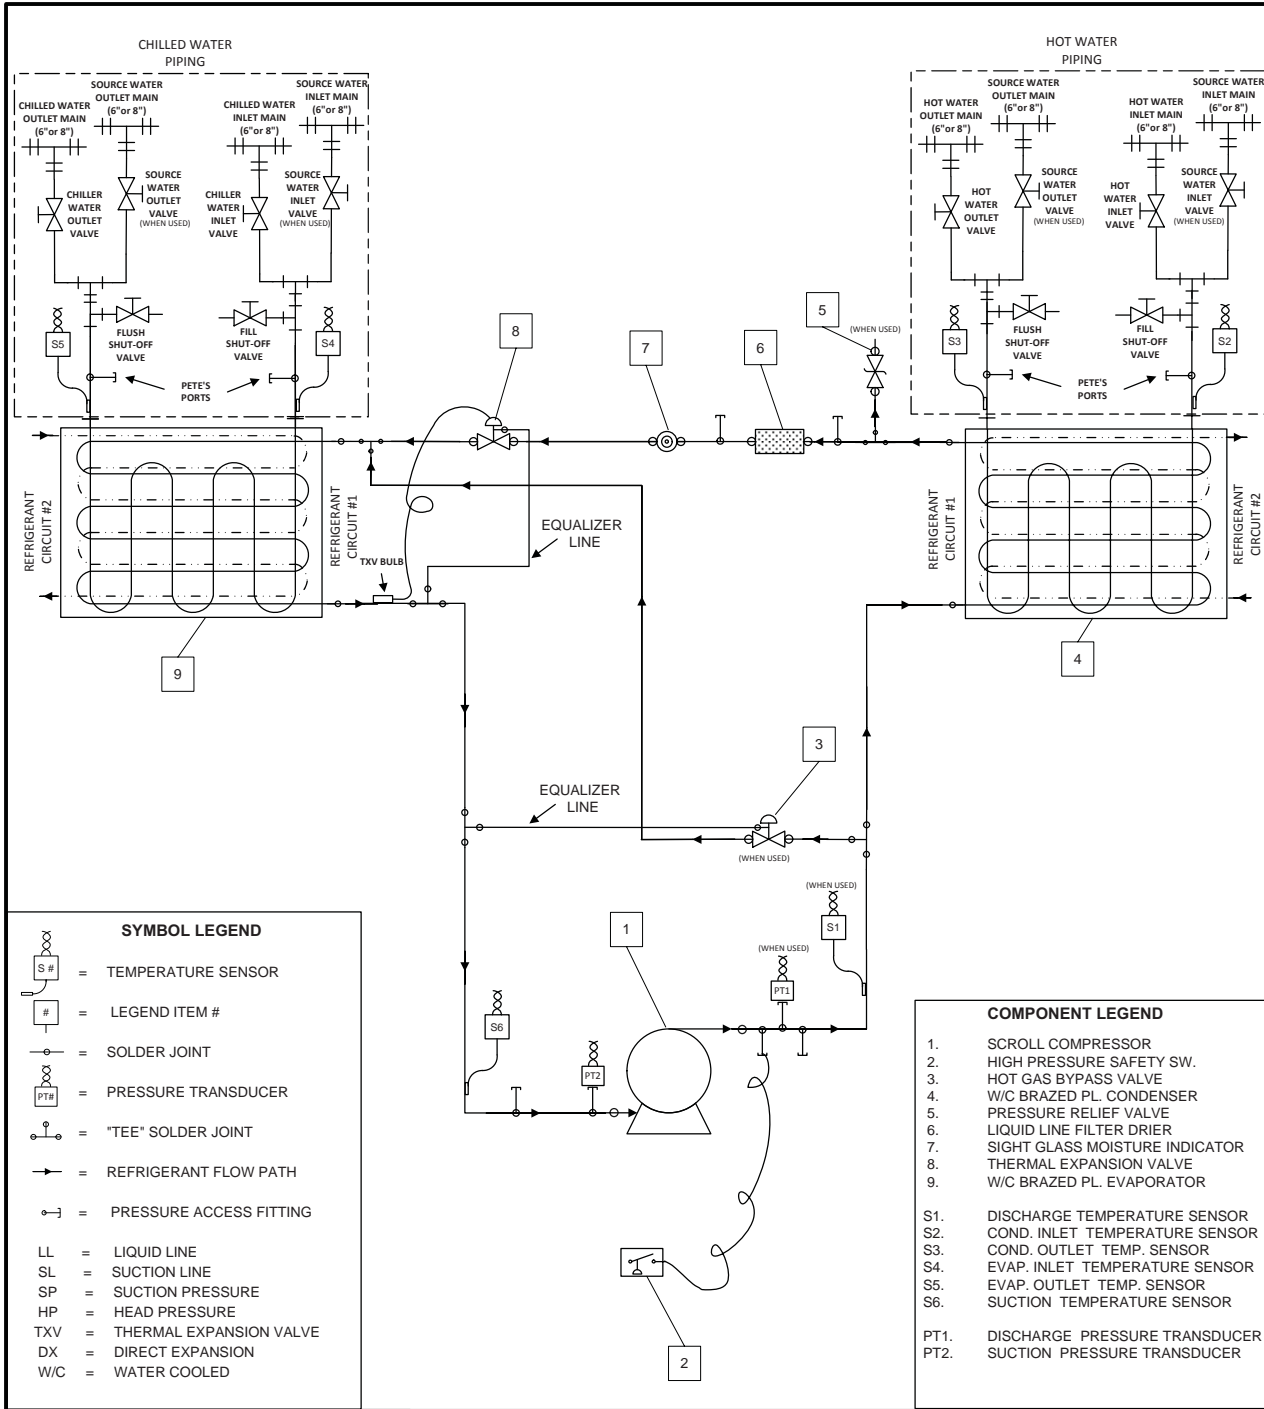 CHILLED WATER
PIPING
CHILLED WATER
OUTLET MAIN
(6"or 8")
SOURCE WATER
OUTLET MAIN
(6"or 8")
CHILLED WATER
INLET MAIN
(6"or 8")
SOURCE WATER
INLET MAIN
(6"or 8")
CHILLER
WATER
OUTLET
VALVE
SOURCE
WATER
OUTLET
VALVE
(WHEN USED)
CHILLER
WATER
INLET
VALVE
SOURCE
WATER
INLET
VALVE
(WHEN USED)
S5
FLUSH
SHUT-OFF
VALVE
FILL
SHUT-OFF
VALVE
S4
PETE'S
PORTS
HOT WATER
PIPING
HOT WATER
OUTLET MAIN
(6"or 8")
SOURCE WATER
OUTLET MAIN
(6"or 8")
HOT WATER
INLET MAIN
(6"or 8")
SOURCE WATER
INLET MAIN
(6"or 8")
HOT
WATER
OUTLET
VALVE
SOURCE
WATER
OUTLET
VALVE
(WHEN USED)
HOT
WATER
INLET
VALVE
SOURCE
WATER
INLET
VALVE
(WHEN USED)
S3
FLUSH
SHUT-OFF
VALVE
FILL
SHUT-OFF
VALVE
S2
PETE'S
PORTS
8
7
6
5
(WHEN USED)
REFRIGERANT
CIRCUIT #2
REFRIGERANT
CIRCUIT #1
TXV BULB
EQUALIZER
LINE
REFRIGERANT
CIRCUIT #1
REFRIGERANT
CIRCUIT #2
9
4
3
EQUALIZER
LINE
(WHEN USED)
(WHEN USED)
S1
1
(WHEN USED)
PT1
S6
PT2
2
SYMBOL LEGEND
S # = TEMPERATURE SENSOR
# = LEGEND ITEM #
= SOLDER JOINT
PT# = PRESSURE TRANSDUCER
= "TEE" SOLDER JOINT
= REFRIGERANT FLOW PATH
= PRESSURE ACCESS FITTING
LL = LIQUID LINE
SL = SUCTION LINE
SP = SUCTION PRESSURE
HP = HEAD PRESSURE
TXV = THERMAL EXPANSION VALVE
DX = DIRECT EXPANSION
W/C = WATER COOLED
COMPONENT LEGEND
1. SCROLL COMPRESSOR
2. HIGH PRESSURE SAFETY SW.
3. HOT GAS BYPASS VALVE
4. W/C BRAZED PL. CONDENSER
5. PRESSURE RELIEF VALVE
6. LIQUID LINE FILTER DRIER
7. SIGHT GLASS MOISTURE INDICATOR
8. THERMAL EXPANSION VALVE
9. W/C BRAZED PL. EVAPORATOR
S1. DISCHARGE TEMPERATURE SENSOR
S2. COND. INLET TEMPERATURE SENSOR
S3. COND. OUTLET TEMP. SENSOR
S4. EVAP. INLET TEMPERATURE SENSOR
S5. EVAP. OUTLET TEMP. SENSOR
S6. SUCTION TEMPERATURE SENSOR
PT1. DISCHARGE PRESSURE TRANSDUCER
PT2. SUCTION PRESSURE TRANSDUCER